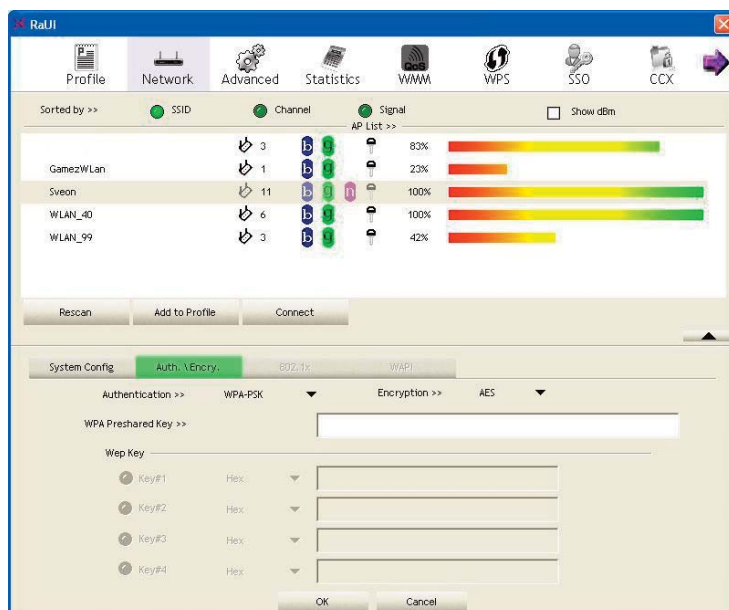 RaUI
Profile Network Advanced Statistics QoS WMM WPS SSO CCX
Sorted by >> SSID Channel Signal Show dBm
AP List >>
3 b g 83%
GamezWLan 1 b g 23%
Sveon 11 b g n 100%
WLAN_40 6 b g 100%
WLAN_99 3 b g 42%
Rescan Add to Profile Connect
System Config Auth. \ Encry. 802.1x WAPI
Authentication >> WPA-PSK Encryption >> AES
WPA Preshared Key >>
Wep Key
Key#1 Hex
Key#2 Hex
Key#3 Hex
Key#4 Hex
OK Cancel